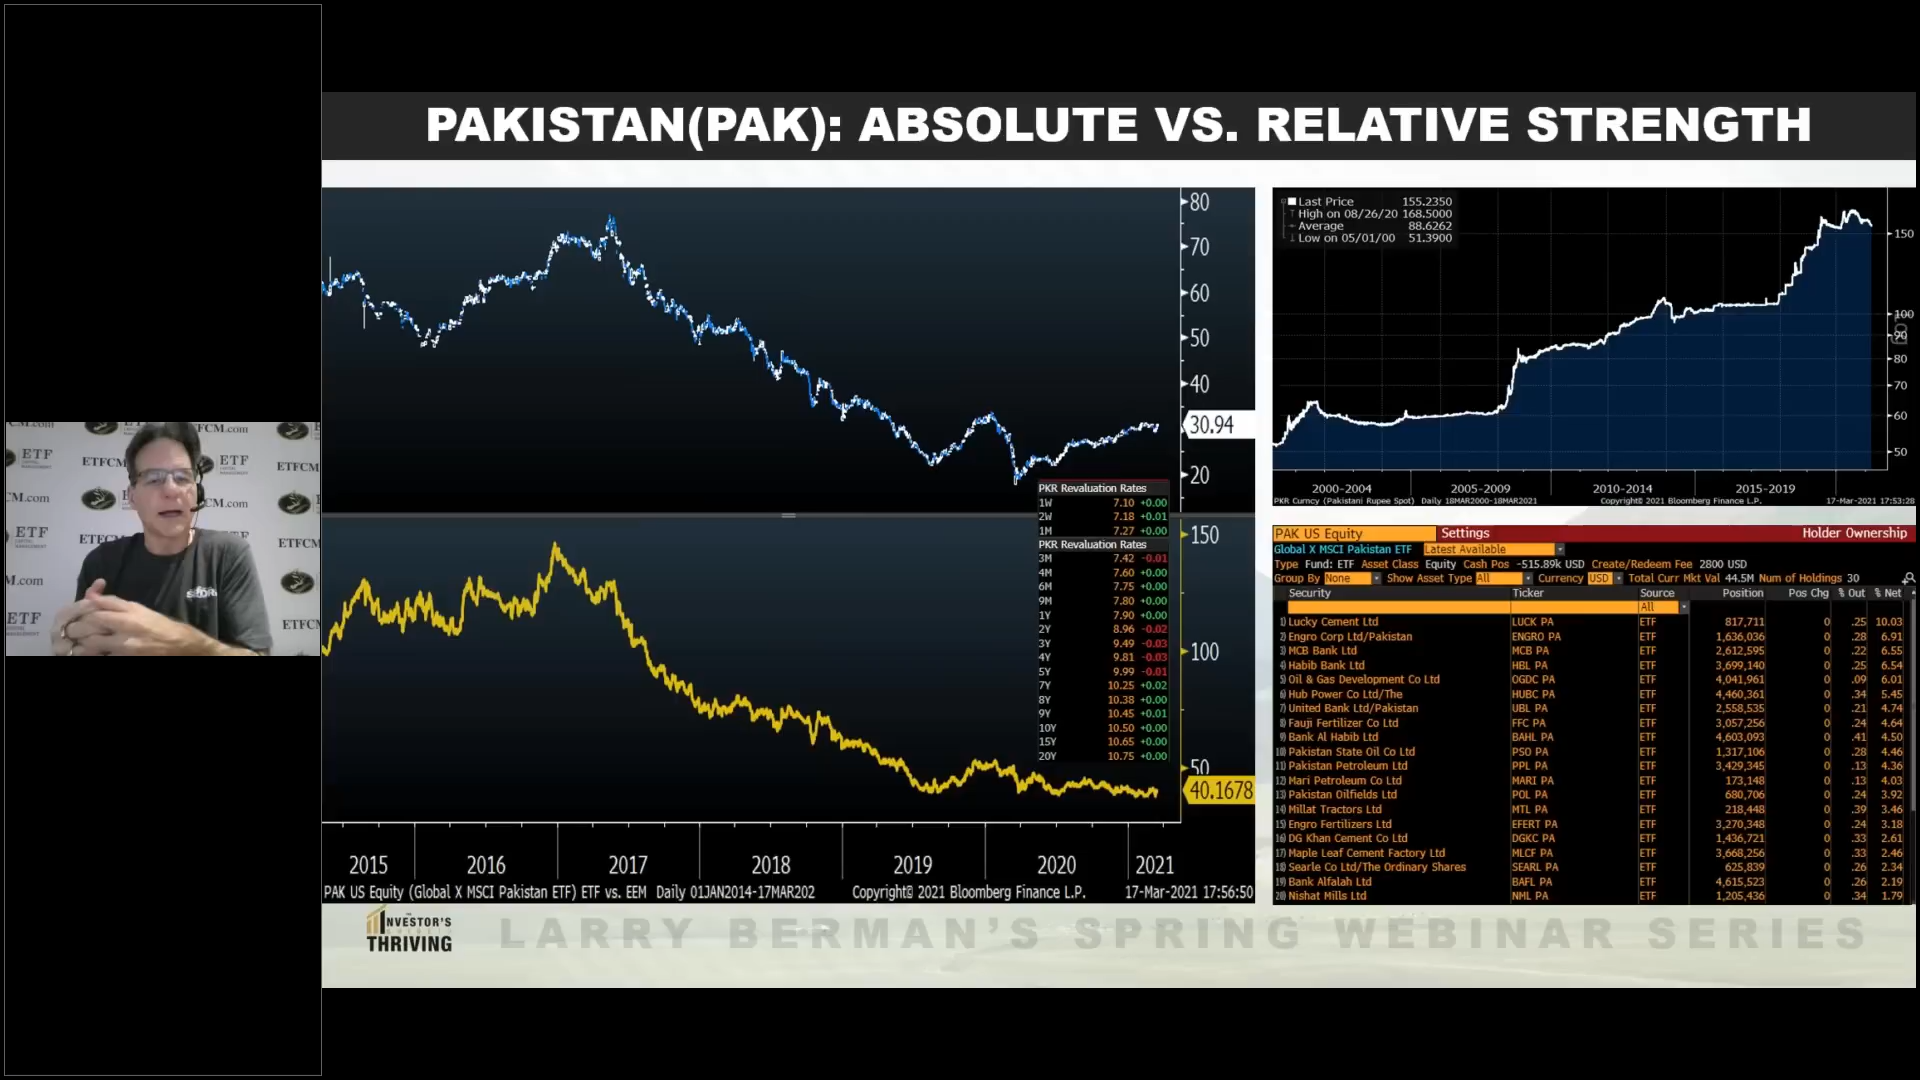 PAKISTAN(PAK): ABSOLUTE VS. RELATIVE STRENGTH
80
70
60
50
40
30.94
20
150
100
50
40.1678
PKR Revaluation Rates
1W 7.10 +0.00
2W 7.18 +0.01
1M 7.27 +0.00
PKR Revaluation Rates
3M 7.42 -0.01
4M 7.60 +0.00
6M 7.75 +0.00
9M 7.80 +0.00
1Y 7.90 +0.00
2Y 8.96 -0.02
3Y 9.49 -0.03
4Y 9.81 -0.03
5Y 9.99 -0.01
7Y 10.25 +0.02
8Y 10.38 +0.00
9Y 10.45 +0.01
10Y 10.50 +0.00
15Y 10.65 +0.00
20Y 10.75 +0.00
2015 2016 2017 2018 2019 2020 2021
PAK US Equity (Global X MSCI Pakistan ETF) ETF vs. EEM Daily 01JAN2014-17MAR202 Copyright© 2021 Bloomberg Finance L.P. 17-Mar-2021 17:56:50
Last Price 155.2350
High on 08/26/20 168.5000
Average 88.6262
Low on 05/01/00 51.3900
150
100
90
80
70
60
50
2000-2004 2005-2009 2010-2014 2015-2019
PKR Curncy (Pakistani Rupee Spot) Daily 18MAR2000-18MAR2021 Copyright© 2021 Bloomberg Finance L.P. 17-Mar-2021 17:53:28
PAK US Equity Settings Holder Ownership
Global X MSCI Pakistan ETF Latest Available
Type Fund: ETF Asset Class Equity Cash Pos -515.89k USD Create/Redeem Fee 2800 USD
Group By None Show Asset Type All Currency USD Total Curr Mkt Val 44.5M Num of Holdings 30
Security Ticker Source Position Pos Chg % Out % Net
All
1) Lucky Cement Ltd LUCK PA ETF 817,711 0 .25 10.03
2) Engro Corp Ltd/Pakistan ENGRO PA ETF 1,636,036 0 .28 6.91
3) MCB Bank Ltd MCB PA ETF 2,612,595 0 .22 6.55
4) Habib Bank Ltd HBL PA ETF 3,699,140 0 .25 6.54
5) Oil & Gas Development Co Ltd OGDC PA ETF 4,041,961 0 .09 6.01
6) Hub Power Co Ltd/The HUBC PA ETF 4,460,361 0 .34 5.45
7) United Bank Ltd/Pakistan UBL PA ETF 2,558,535 0 .21 4.74
8) Fauji Fertilizer Co Ltd FFC PA ETF 3,057,256 0 .24 4.64
9) Bank Al Habib Ltd BAHL PA ETF 4,603,093 0 .41 4.50
10) Pakistan State Oil Co Ltd PSO PA ETF 1,317,106 0 .28 4.46
11) Pakistan Petroleum Ltd PPL PA ETF 3,429,345 0 .13 4.36
12) Mari Petroleum Co Ltd MARI PA ETF 173,148 0 .13 4.03
13) Pakistan Oilfields Ltd POL PA ETF 680,706 0 .24 3.92
14) Millat Tractors Ltd MTL PA ETF 218,448 0 .39 3.46
15) Engro Fertilizers Ltd EFERT PA ETF 3,270,348 0 .24 3.18
16) DG Khan Cement Co Ltd DGKC PA ETF 1,436,721 0 .33 2.61
17) Maple Leaf Cement Factory Ltd MLCF PA ETF 3,668,256 0 .33 2.46
18) Searle Co Ltd/The Ordinary Shares SEARL PA ETF 625,839 0 .26 2.34
19) Bank Alfalah Ltd BAFL PA ETF 4,615,523 0 .26 2.19
20) Nishat Mills Ltd NML PA ETF 1,205,436 0 .34 1.79
INVESTOR'S
THRIVING
LARRY BERMAN'S SPRING WEBINAR SERIES
FCM.com
ETF
ETFCM
ETF
ETFCM
CM.com
ETF
ETFC
ETFCM
.com
ETF
ETFC